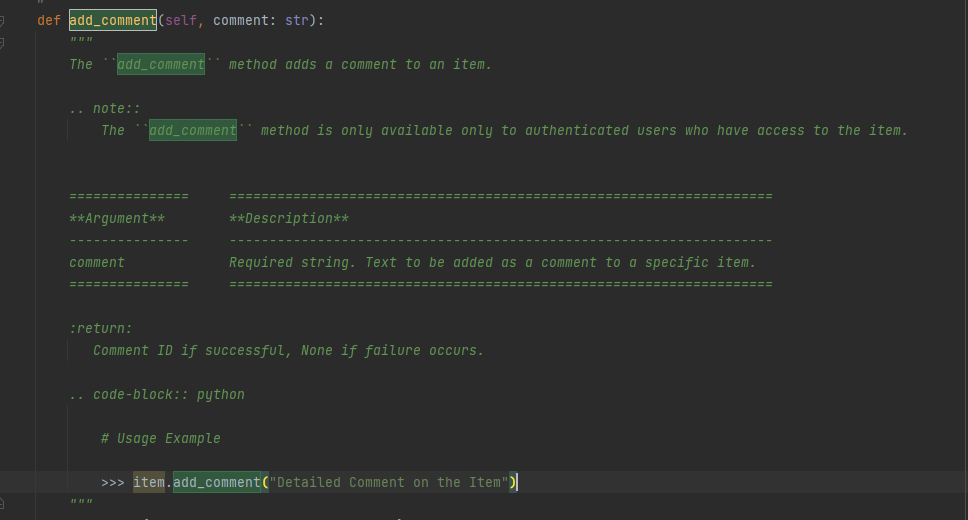 def add_comment(self, comment: str):
"""
The ``add_comment`` method adds a comment to an item.
.. note::
The ``add_comment`` method is only available only to authenticated users who have access to the item.
=============== ====================================================================
**Argument** **Description**
--------------- --------------------------------------------------------------------
comment Required string. Text to be added as a comment to a specific item.
=============== ====================================================================
:return:
Comment ID if successful, None if failure occurs.
.. code-block:: python
# Usage Example
>>> item.add_comment("Detailed Comment on the Item")
"""